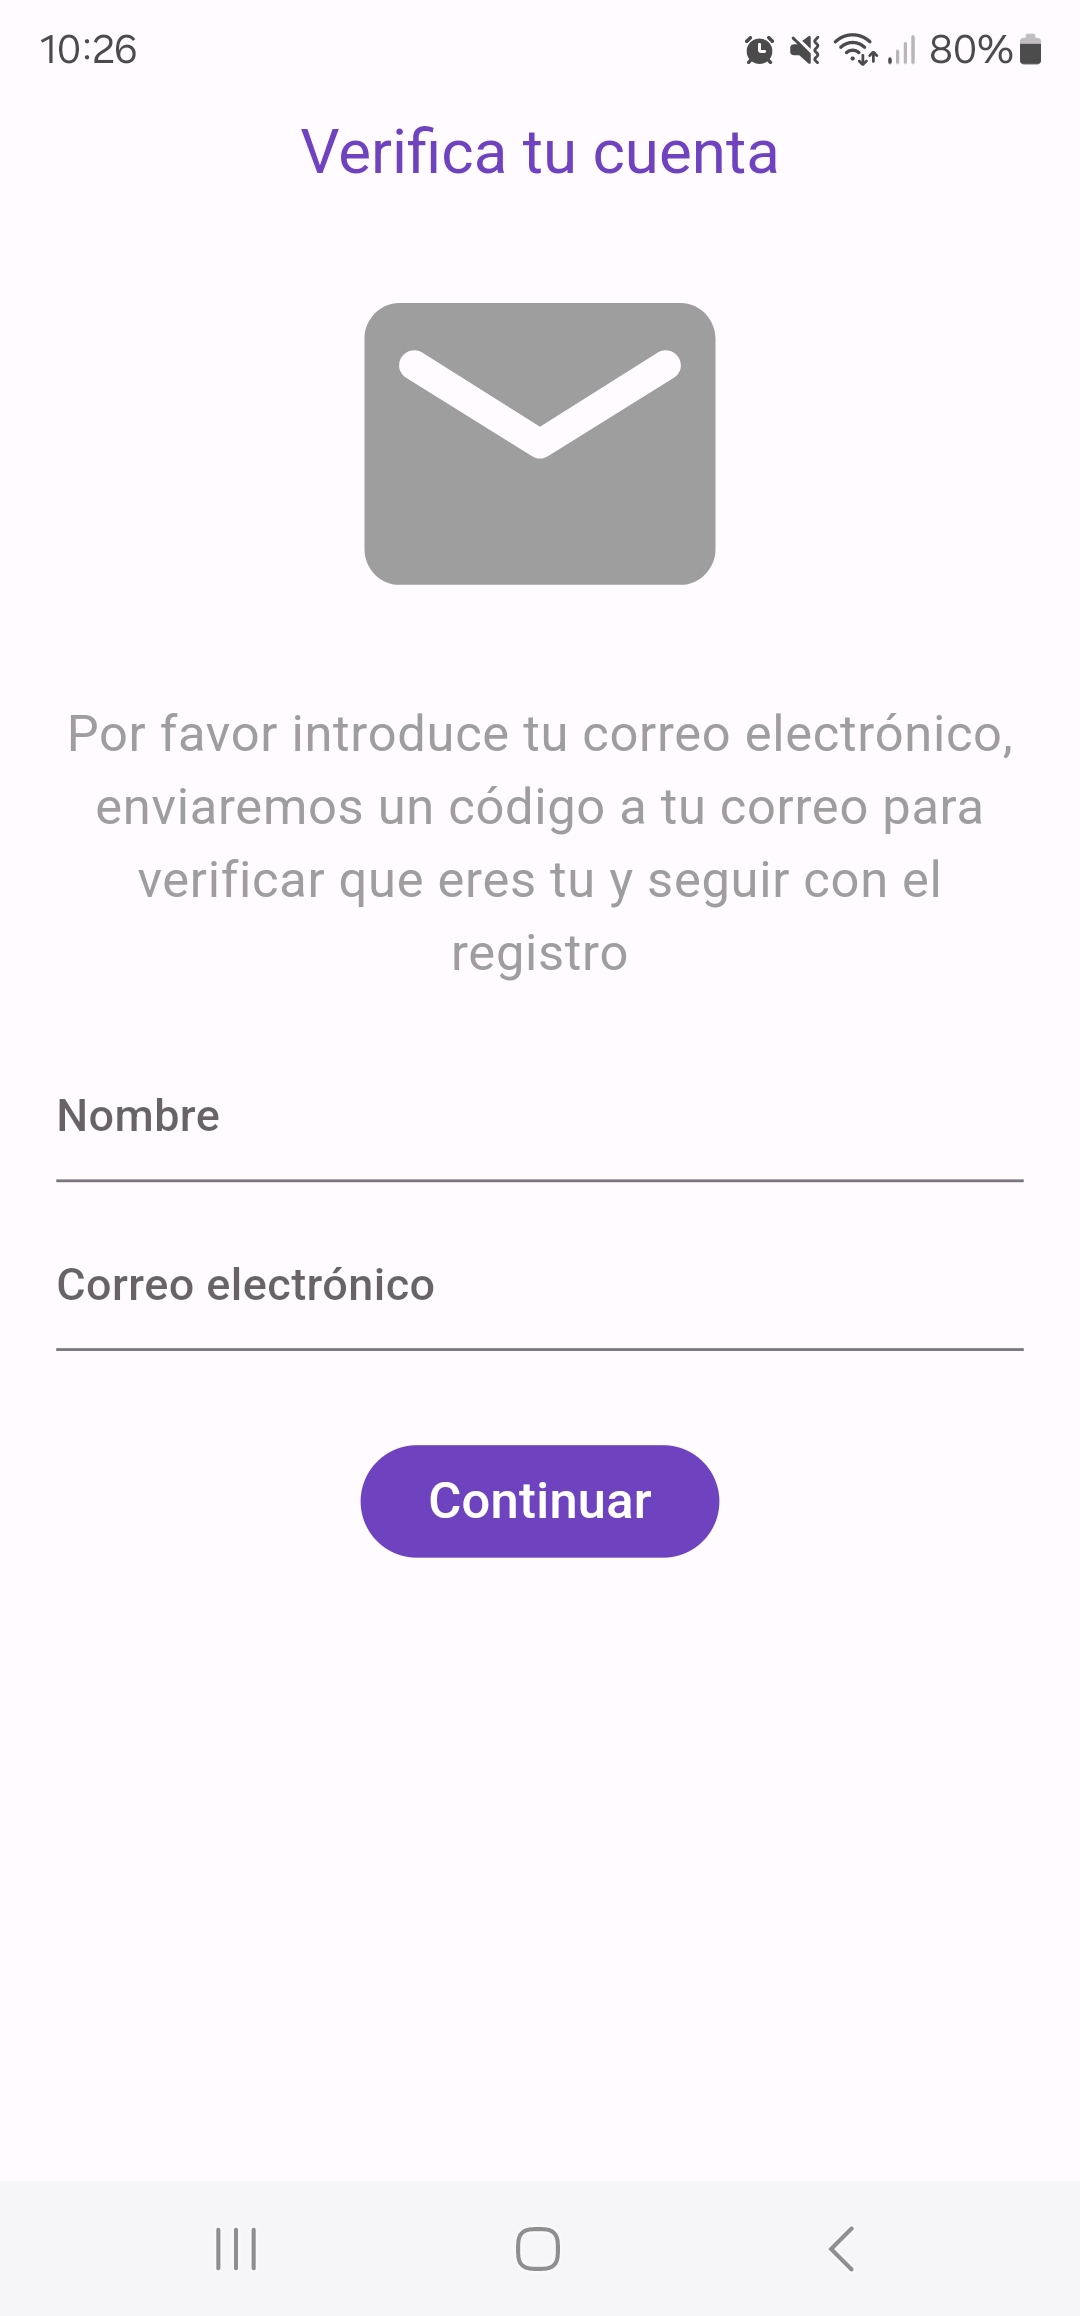 10:26
80%
Verifica tu cuenta
Por favor introduce tu correo electrónico,
enviaremos un código a tu correo para
verificar que eres tu y seguir con el
registro
Nombre
Correo electrónico
Continuar